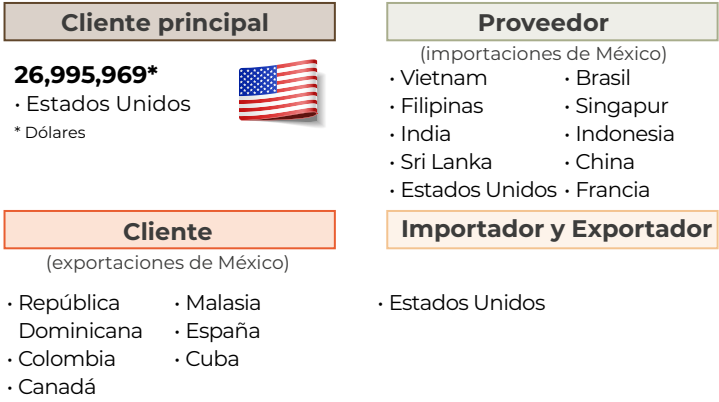 Cliente principal
26,995,969*
· Estados Unidos
* Dólares
Proveedor
(importaciones de México)
· Vietnam
· Filipinas
· India
· Sri Lanka
· Estados Unidos
· Brasil
· Singapur
· Indonesia
· China
· Francia
Cliente
(exportaciones de México)
· República
Dominicana
· Colombia
· Canadá
· Malasia
· España
· Cuba
Importador y Exportador
· Estados Unidos